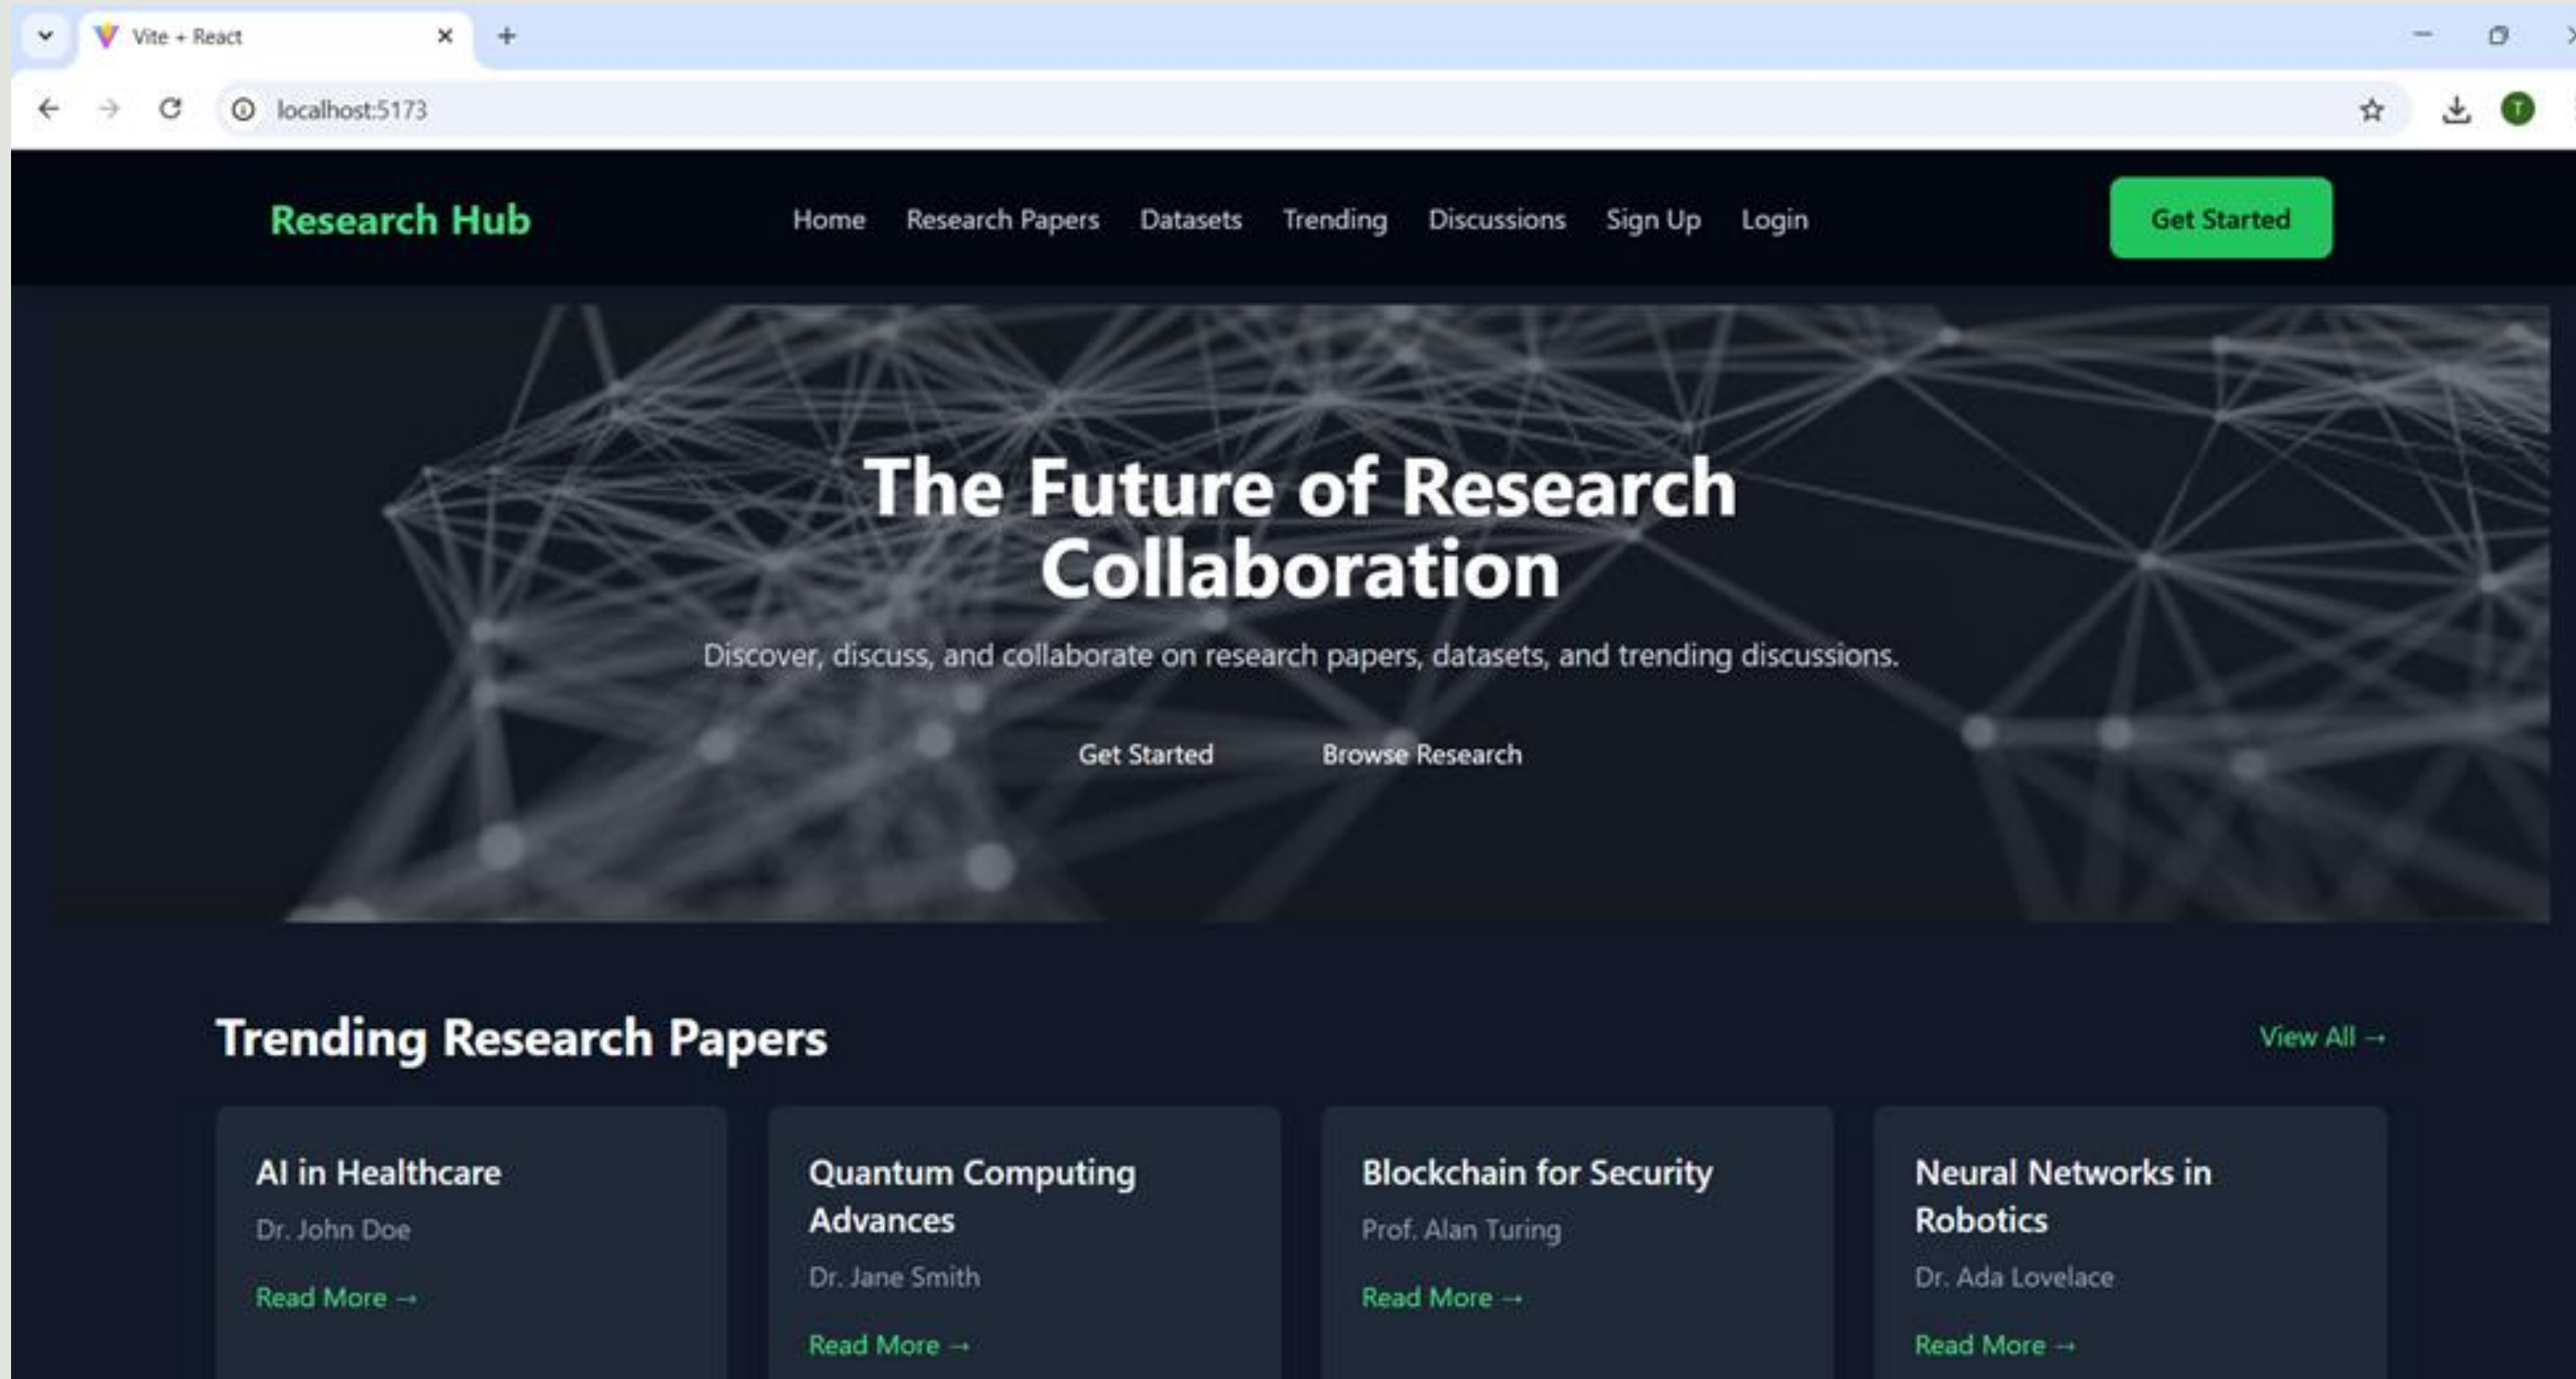 Vite + React
localhost:5173
T
Research Hub Home Research Papers Datasets Trending Discussions Sign Up Login Get Started
The Future of Research
Collaboration
Discover, discuss, and collaborate on research papers, datasets, and trending discussions.
Get Started Browse Research
Trending Research Papers View All →
AI in Healthcare
Dr. John Doe
Read More →
Quantum Computing
Advances
Dr. Jane Smith
Read More →
Blockchain for Security
Prof. Alan Turing
Read More →
Neural Networks in
Robotics
Dr. Ada Lovelace
Read More →